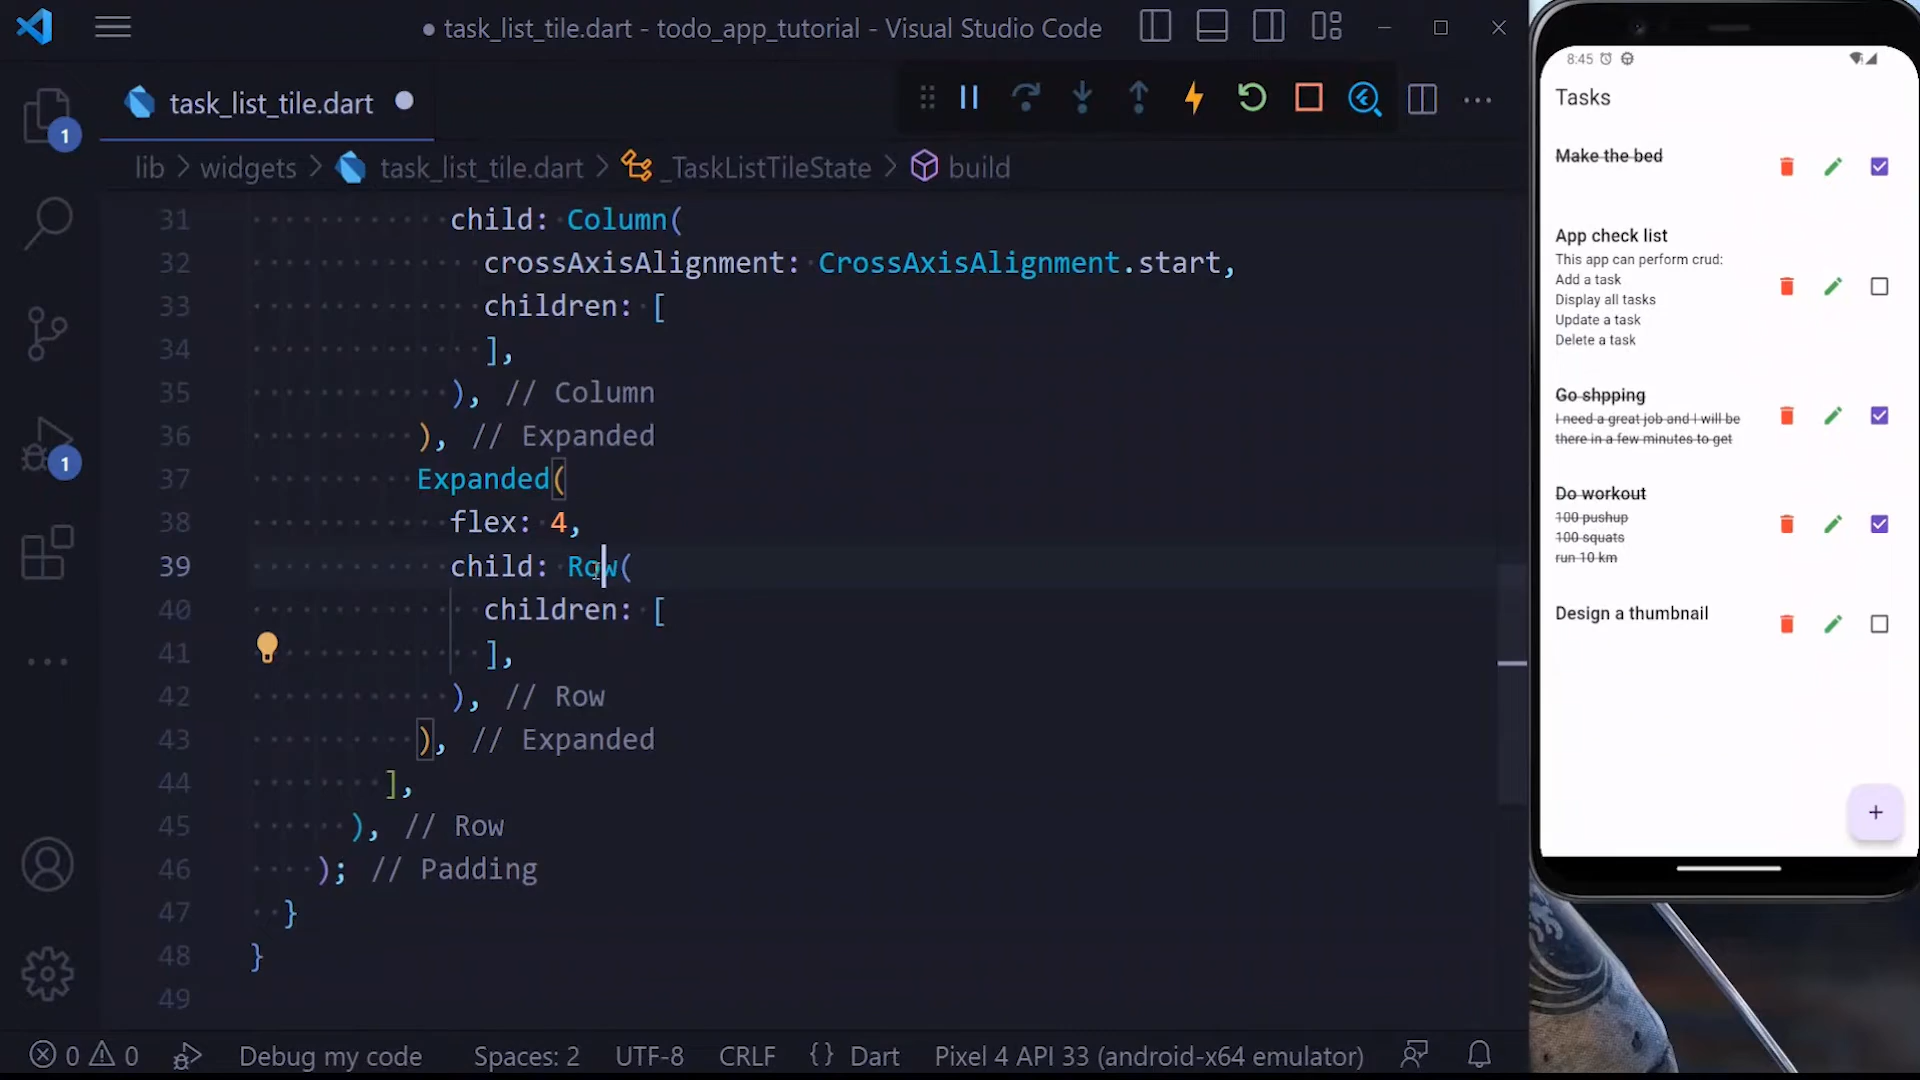 task_list_tile.dart - todo_app_tutorial - Visual Studio Code
task_list_tile.dart
lib > widgets > task_list_tile.dart > _TaskListTileState > build
1
1
31 child: Column(
32 crossAxisAlignment: CrossAxisAlignment.start,
33 children: [
34 ],
35 ), // Column
36 ), // Expanded
37 Expanded(
38 flex: 4,
39 child: Row(
40 children: [
41 ],
42 ), // Row
43 ), // Expanded
44 ],
45 ), // Row
46 ); // Padding
47 }
48 }
49
0 0 Debug my code Spaces: 2 UTF-8 CRLF {} Dart Pixel 4 API 33 (android-x64 emulator)
8:45
Tasks
Make the bed
App check list
This app can perform crud:
Add a task
Display all tasks
Update a task
Delete a task
Go shpping
I need a great job and I will be
there in a few minutes to get
Do workout
100 pushup
100 squats
run 10 km
Design a thumbnail
+